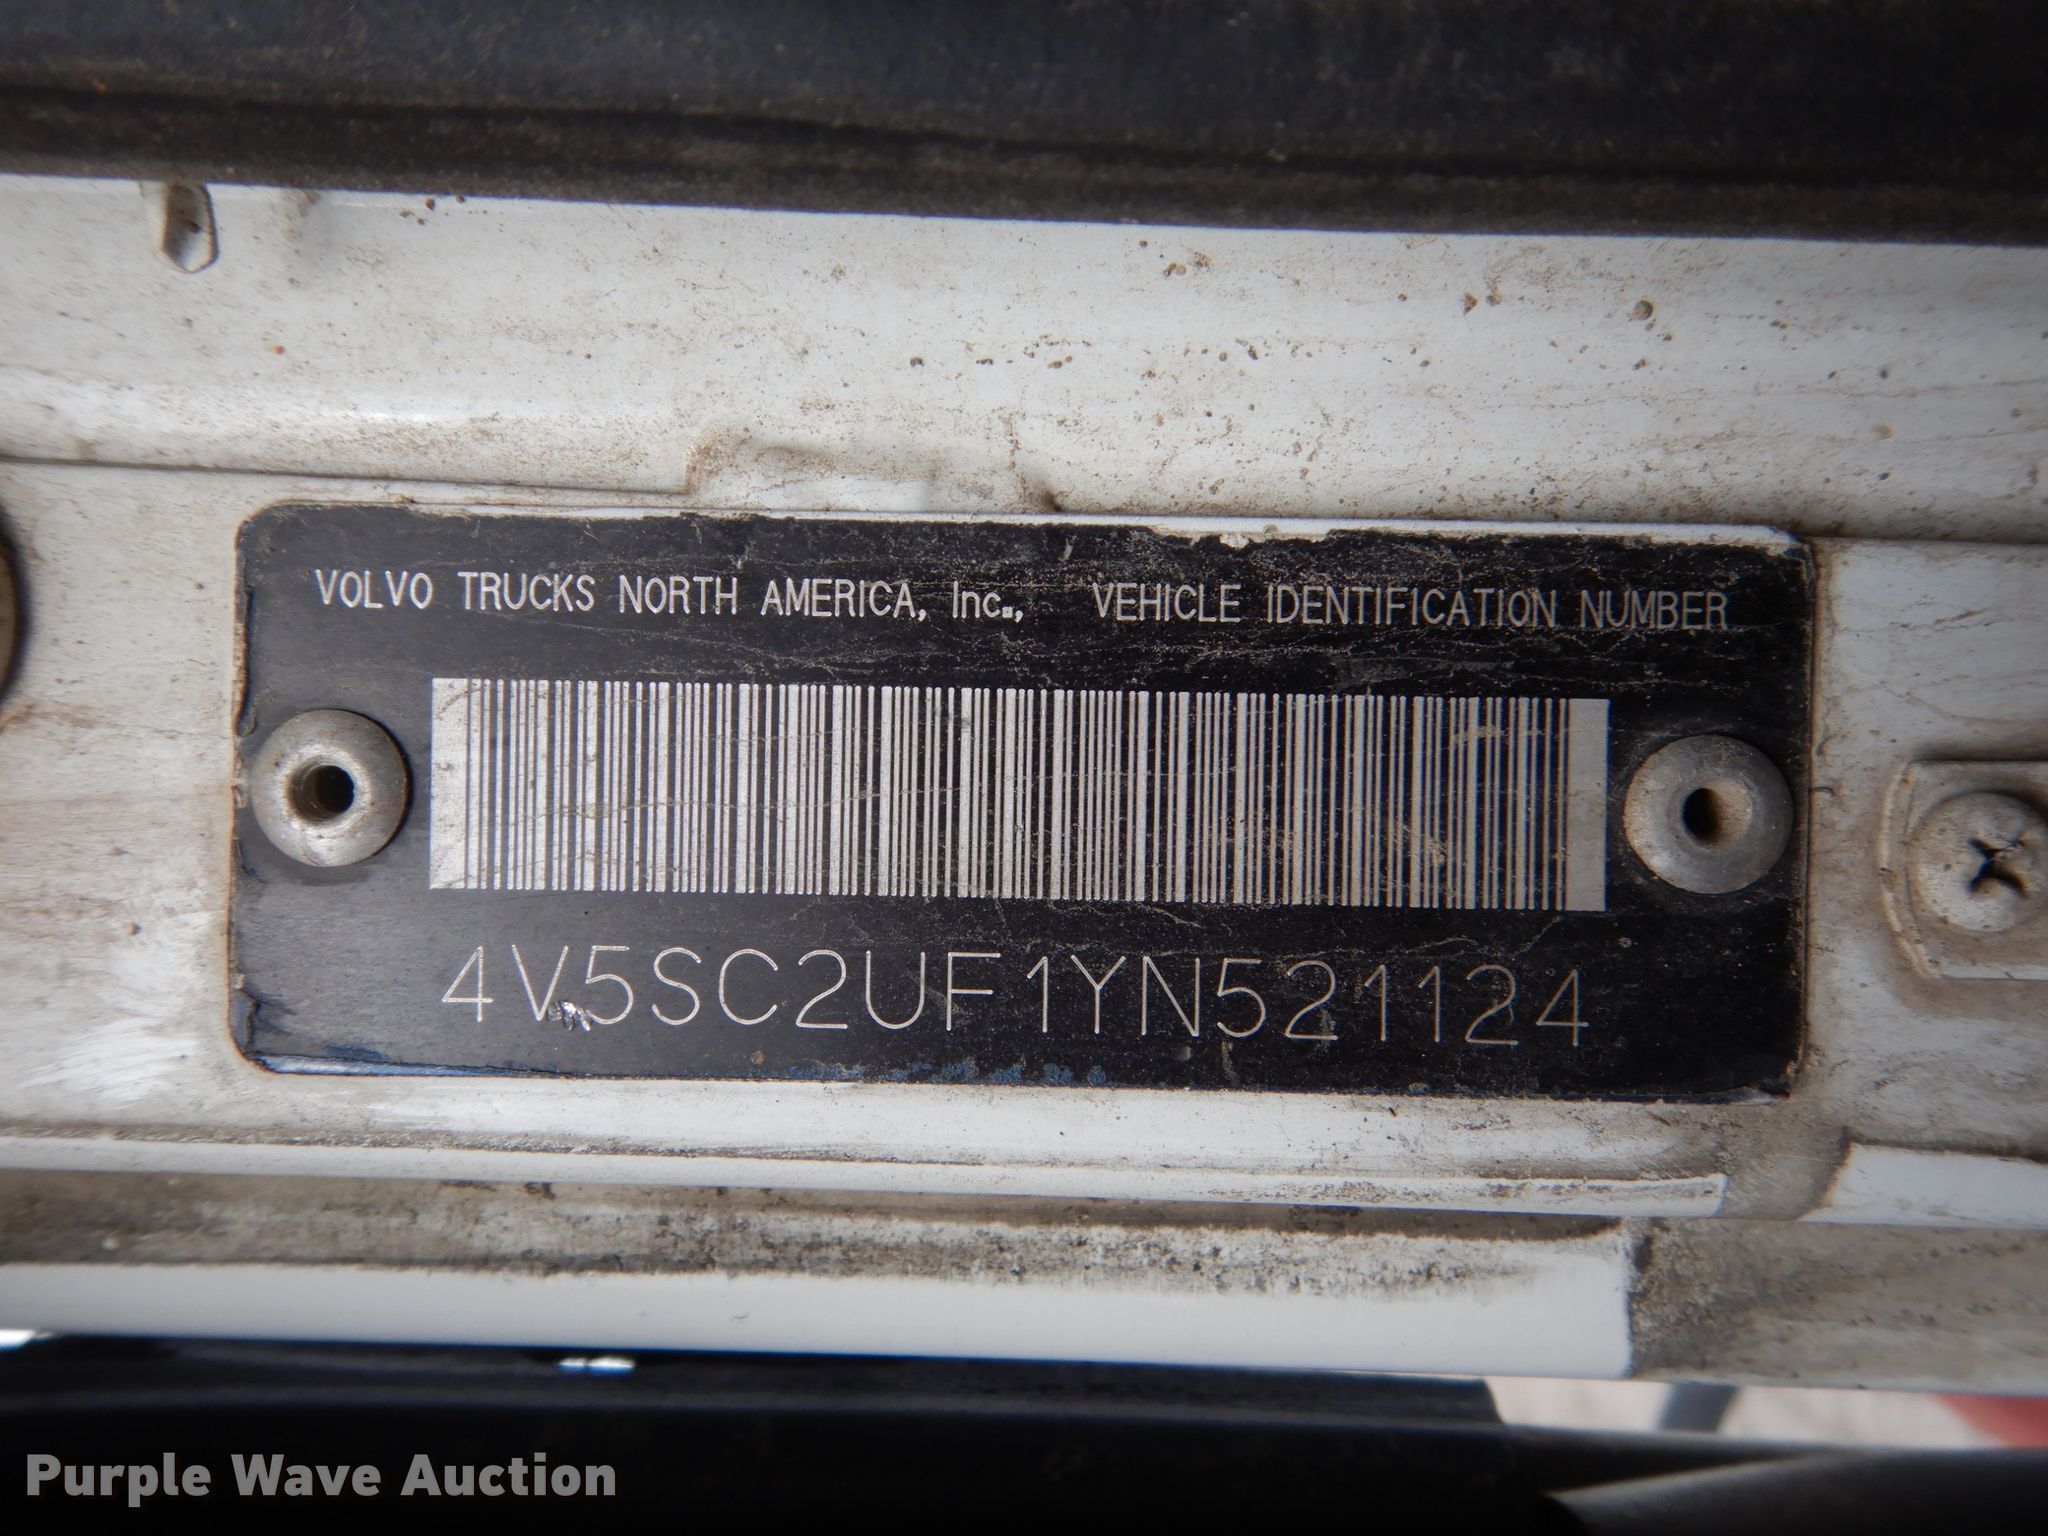 VOLVO TRUCKS NORTH AMERICA, Inc., VEHICLE IDENTIFICATION NUMBER
4V5SC2UF1YN521124
Purple Wave Auction